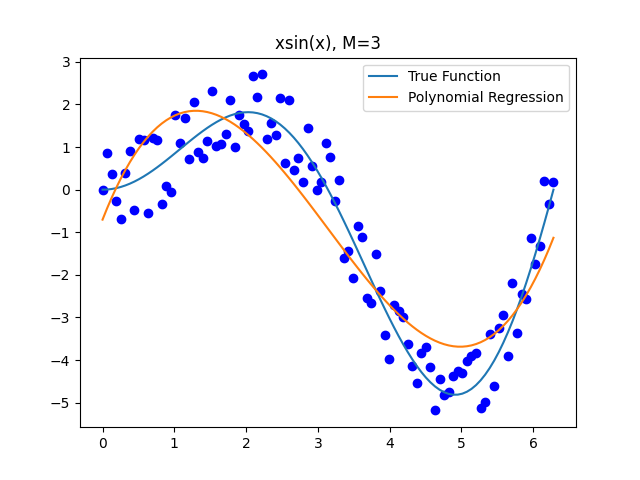 xsin(x), M=3
True Function
Polynomial Regression
3
2
1
0
−1
−2
−3
−4
−5
0 1 2 3 4 5 6